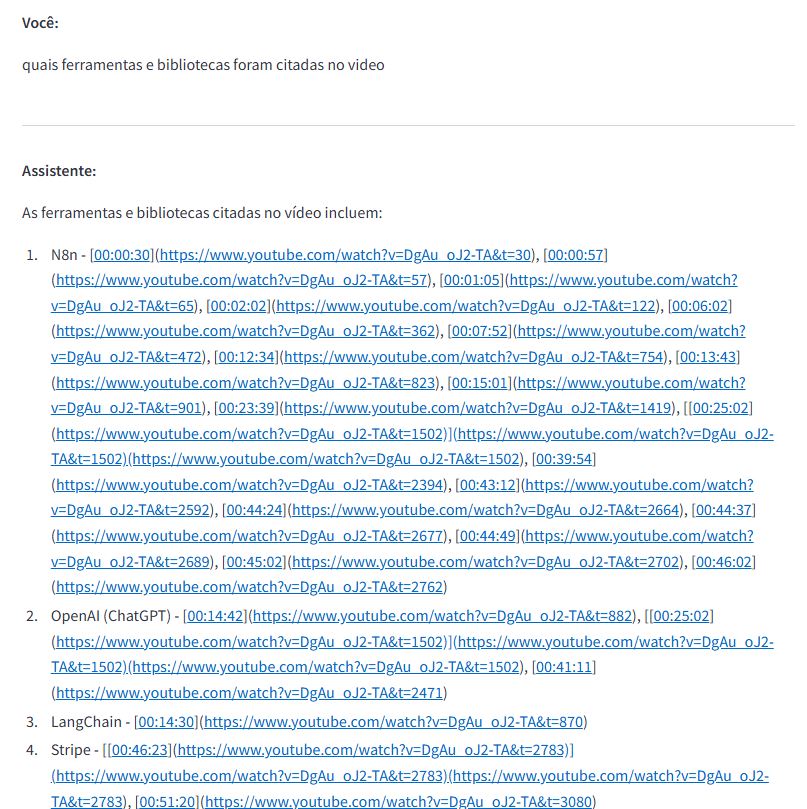 Você:
quais ferramentas e bibliotecas foram citadas no video
Assistente:
As ferramentas e bibliotecas citadas no vídeo incluem:
1. N8n - [00:00:30](https://www.youtube.com/watch?v=DgAu_oJ2-TA&t=30), [00:00:57]
(https://www.youtube.com/watch?v=DgAu_oJ2-TA&t=57), [00:01:05](https://www.youtube.com/watch?
v=DgAu_oJ2-TA&t=65), [00:02:02](https://www.youtube.com/watch?v=DgAu_oJ2-TA&t=122), [00:06:02]
(https://www.youtube.com/watch?v=DgAu_oJ2-TA&t=362), [00:07:52](https://www.youtube.com/watch?
v=DgAu_oJ2-TA&t=472), [00:12:34](https://www.youtube.com/watch?v=DgAu_oJ2-TA&t=754), [00:13:43]
(https://www.youtube.com/watch?v=DgAu_oJ2-TA&t=823), [00:15:01](https://www.youtube.com/watch?
v=DgAu_oJ2-TA&t=901), [00:23:39](https://www.youtube.com/watch?v=DgAu_oJ2-TA&t=1419), [[00:25:02]
(https://www.youtube.com/watch?v=DgAu_oJ2-TA&t=1502)](https://www.youtube.com/watch?v=DgAu_oJ2-
TA&t=1502)(https://www.youtube.com/watch?v=DgAu_oJ2-TA&t=1502), [00:39:54]
(https://www.youtube.com/watch?v=DgAu_oJ2-TA&t=2394), [00:43:12](https://www.youtube.com/watch?
v=DgAu_oJ2-TA&t=2592), [00:44:24](https://www.youtube.com/watch?v=DgAu_oJ2-TA&t=2664), [00:44:37]
(https://www.youtube.com/watch?v=DgAu_oJ2-TA&t=2677), [00:44:49](https://www.youtube.com/watch?
v=DgAu_oJ2-TA&t=2689), [00:45:02](https://www.youtube.com/watch?v=DgAu_oJ2-TA&t=2702), [00:46:02]
(https://www.youtube.com/watch?v=DgAu_oJ2-TA&t=2762)
2. OpenAI (ChatGPT) - [00:14:42](https://www.youtube.com/watch?v=DgAu_oJ2-TA&t=882), [[00:25:02]
(https://www.youtube.com/watch?v=DgAu_oJ2-TA&t=1502)](https://www.youtube.com/watch?v=DgAu_oJ2-
TA&t=1502)(https://www.youtube.com/watch?v=DgAu_oJ2-TA&t=1502), [00:41:11]
(https://www.youtube.com/watch?v=DgAu_oJ2-TA&t=2471)
3. LangChain - [00:14:30](https://www.youtube.com/watch?v=DgAu_oJ2-TA&t=870)
4. Stripe - [[00:46:23](https://www.youtube.com/watch?v=DgAu_oJ2-TA&t=2783)]
(https://www.youtube.com/watch?v=DgAu_oJ2-TA&t=2783)(https://www.youtube.com/watch?v=DgAu_oJ2-
TA&t=2783), [00:51:20](https://www.youtube.com/watch?v=DgAu_oJ2-TA&t=3080)